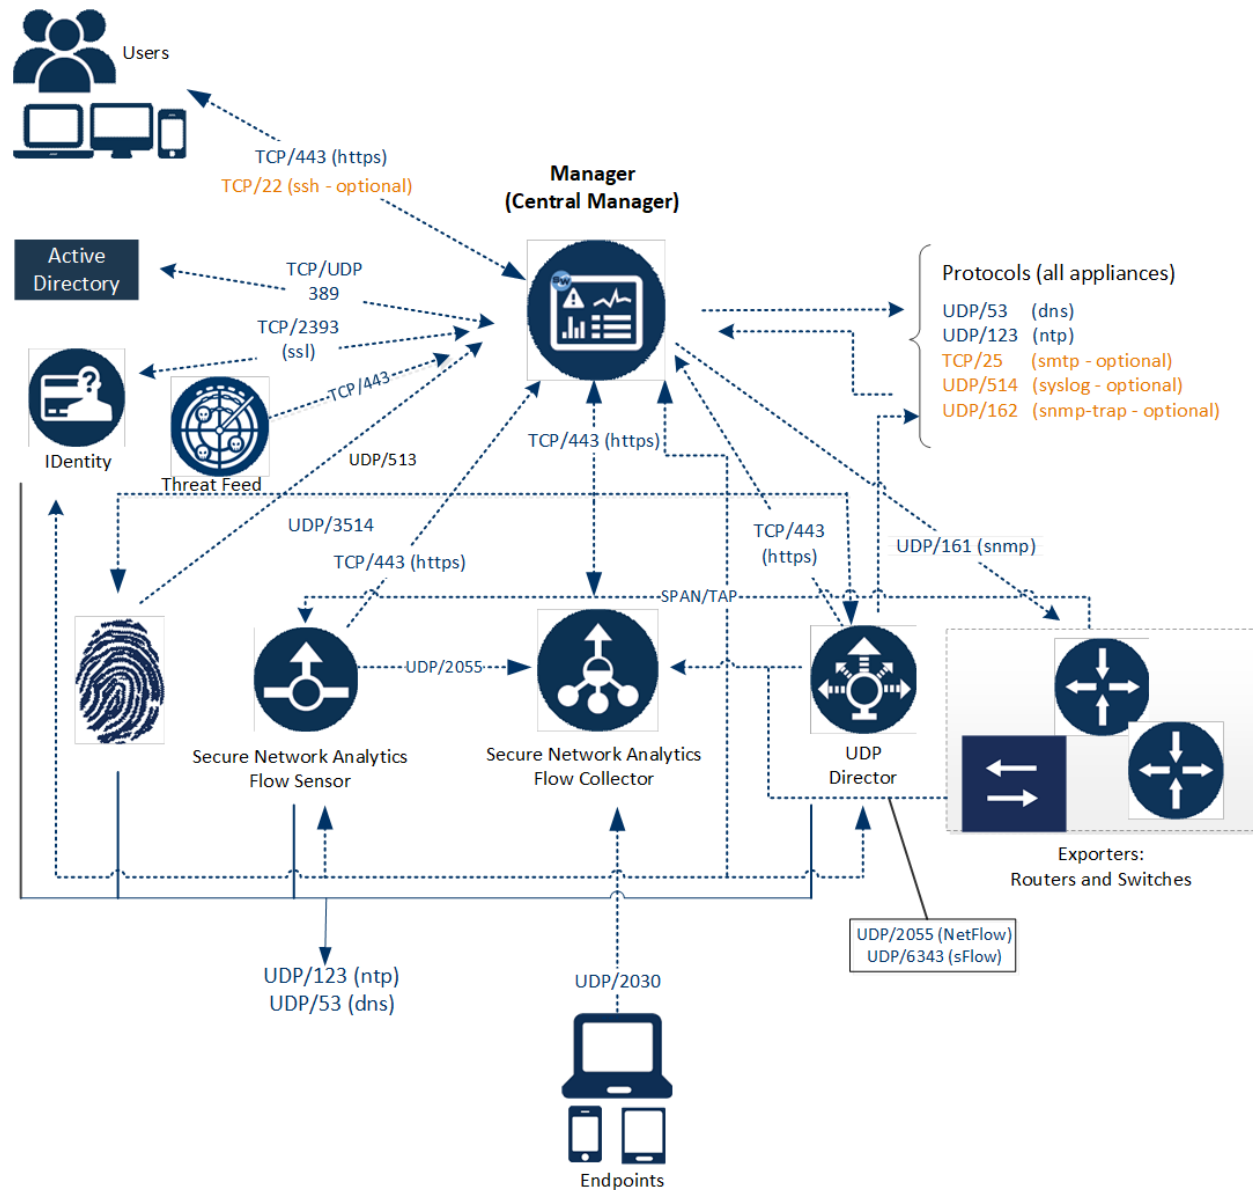 Users
TCP/443 (https)
TCP/22 (ssh - optional)
Manager
(Central Manager)
Active
Directory
TCP/UDP
389
TCP/2393
(ssl)
TCP/443
Protocols (all appliances)
UDP/53 (dns)
UDP/123 (ntp)
TCP/25 (smtp - optional)
UDP/514 (syslog - optional)
UDP/162 (snmp-trap - optional)
IDentity
Threat Feed
UDP/513
TCP/443 (https)
UDP/3514
TCP/443 (https)
TCP/443
(https)
UDP/161 (snmp)
SPAN/TAP
UDP/2055
Secure Network Analytics
Flow Sensor
Secure Network Analytics
Flow Collector
UDP
Director
Exporters:
Routers and Switches
UDP/2055 (NetFlow)
UDP/6343 (sFlow)
UDP/123 (ntp)
UDP/53 (dns)
UDP/2030
Endpoints